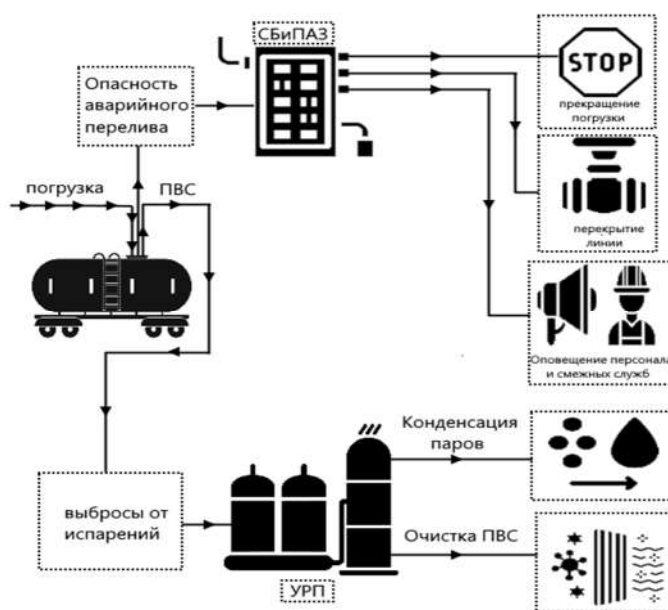 СБиПАЗ
Опасность
аварийного
перелива
STOP
прекращение
погрузки
погрузка
ПВС
перекрытие
линии
Оповещение персонала
и смежных служб
Конденсация
паров
выбросы от
испарений
Очистка ПВС
УРП